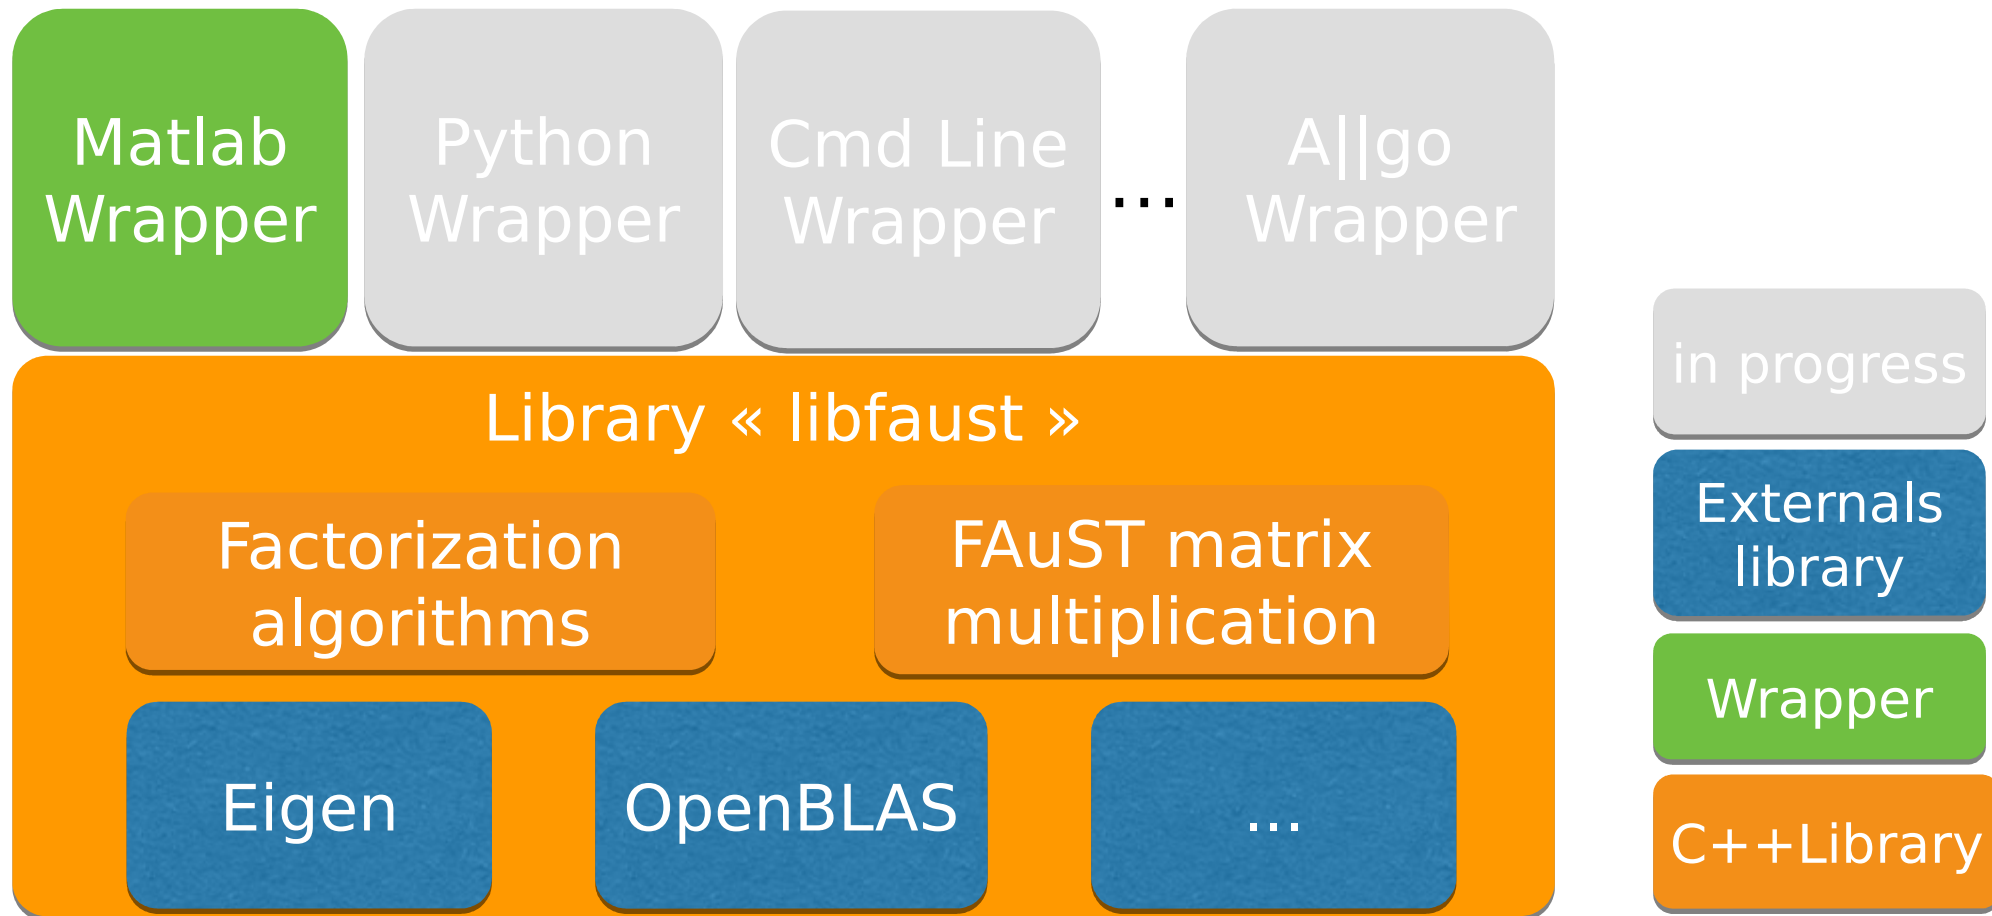 Matlab
Wrapper
Python
Wrapper
Cmd Line
Wrapper
...
A||go
Wrapper
Library « libfaust »
Factorization
algorithms
FAuST matrix
multiplication
Eigen
OpenBLAS
...
in progress
Externals
library
Wrapper
C++Library